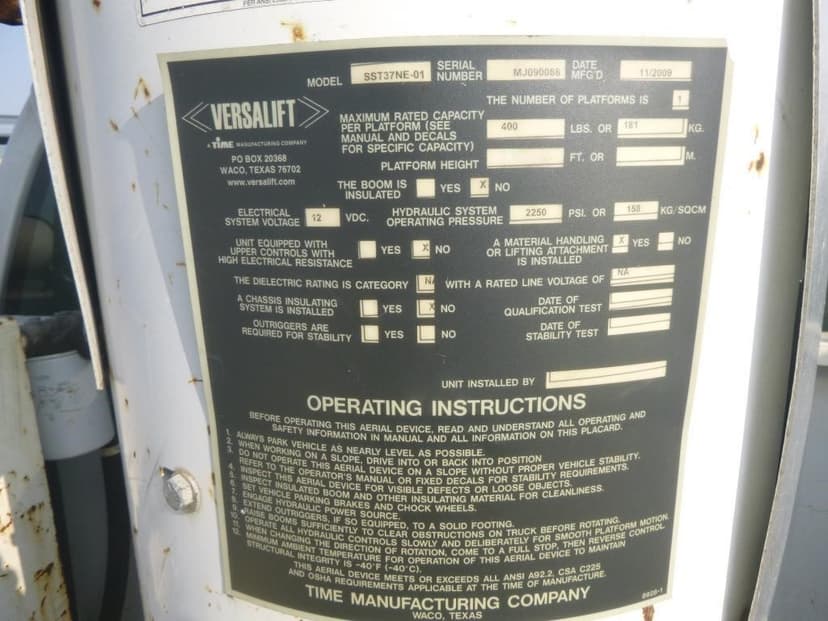 PER ANSI
MODEL SST37NE-01 SERIAL NUMBER MJ090086 DATE MFG'D 11/2009
VERSALIFT
A TIME MANUFACTURING COMPANY
PO BOX 20368
WACO, TEXAS 76702
www.versalift.com
THE NUMBER OF PLATFORMS IS 1
MAXIMUM RATED CAPACITY
PER PLATFORM (SEE
MANUAL AND DECALS
FOR SPECIFIC CAPACITY) 400 LBS. OR 181 KG.
PLATFORM HEIGHT FT. OR M.
THE BOOM IS
INSULATED YES X NO
ELECTRICAL
SYSTEM VOLTAGE 12 VDC.
HYDRAULIC SYSTEM
OPERATING PRESSURE 2250 PSI. OR 158 KG/SQCM
UNIT EQUIPPED WITH
UPPER CONTROLS WITH
HIGH ELECTRICAL RESISTANCE YES X NO
A MATERIAL HANDLING
OR LIFTING ATTACHMENT
IS INSTALLED X YES NO
THE DIELECTRIC RATING IS CATEGORY NA WITH A RATED LINE VOLTAGE OF NA
A CHASSIS INSULATING
SYSTEM IS INSTALLED YES X NO
DATE OF
QUALIFICATION TEST
OUTRIGGERS ARE
REQUIRED FOR STABILITY YES NO
DATE OF
STABILITY TEST
UNIT INSTALLED BY
OPERATING INSTRUCTIONS
BEFORE OPERATING THIS AERIAL DEVICE, READ AND UNDERSTAND ALL OPERATING AND
SAFETY INFORMATION IN MANUAL AND ALL INFORMATION ON THIS PLACARD.
1. ALWAYS PARK VEHICLE AS NEARLY LEVEL AS POSSIBLE.
2. WHEN WORKING ON A SLOPE, DRIVE INTO OR BACK INTO POSITION
3. DO NOT OPERATE THIS AERIAL DEVICE ON A SLOPE WITHOUT PROPER VEHICLE STABILITY.
REFER TO THE OPERATOR'S MANUAL OR FIXED DECALS FOR STABILITY REQUIREMENTS.
4. INSPECT THIS AERIAL DEVICE FOR VISIBLE DEFECTS OR LOOSE OBJECTS.
5. INSPECT INSULATED BOOM AND OTHER INSULATING MATERIAL FOR CLEANLINESS.
6. SET VEHICLE PARKING BRAKES AND CHOCK WHEELS.
7. ENGAGE HYDRAULIC POWER SOURCE.
8. EXTEND OUTRIGGERS, IF SO EQUIPPED, TO A SOLID FOOTING.
9. RAISE BOOMS SUFFICIENTLY TO CLEAR OBSTRUCTIONS ON TRUCK BEFORE ROTATING.
10. OPERATE ALL HYDRAULIC CONTROLS SLOWLY AND DELIBERATELY FOR SMOOTH PLATFORM MOTION.
11. WHEN CHANGING THE DIRECTION OF ROTATION, COME TO A FULL STOP, THEN REVERSE CONTROL
12. MINIMUM AMBIENT TEMPERATURE FOR OPERATION OF THIS AERIAL DEVICE TO MAINTAIN
STRUCTURAL INTEGRITY IS -40°F (-40°C).
THIS AERIAL DEVICE MEETS OR EXCEEDS ALL ANSI A92.2, CSA C225
AND OSHA REQUIREMENTS APPLICABLE AT THE TIME OF MANUFACTURE.
TIME MANUFACTURING COMPANY
WACO, TEXAS